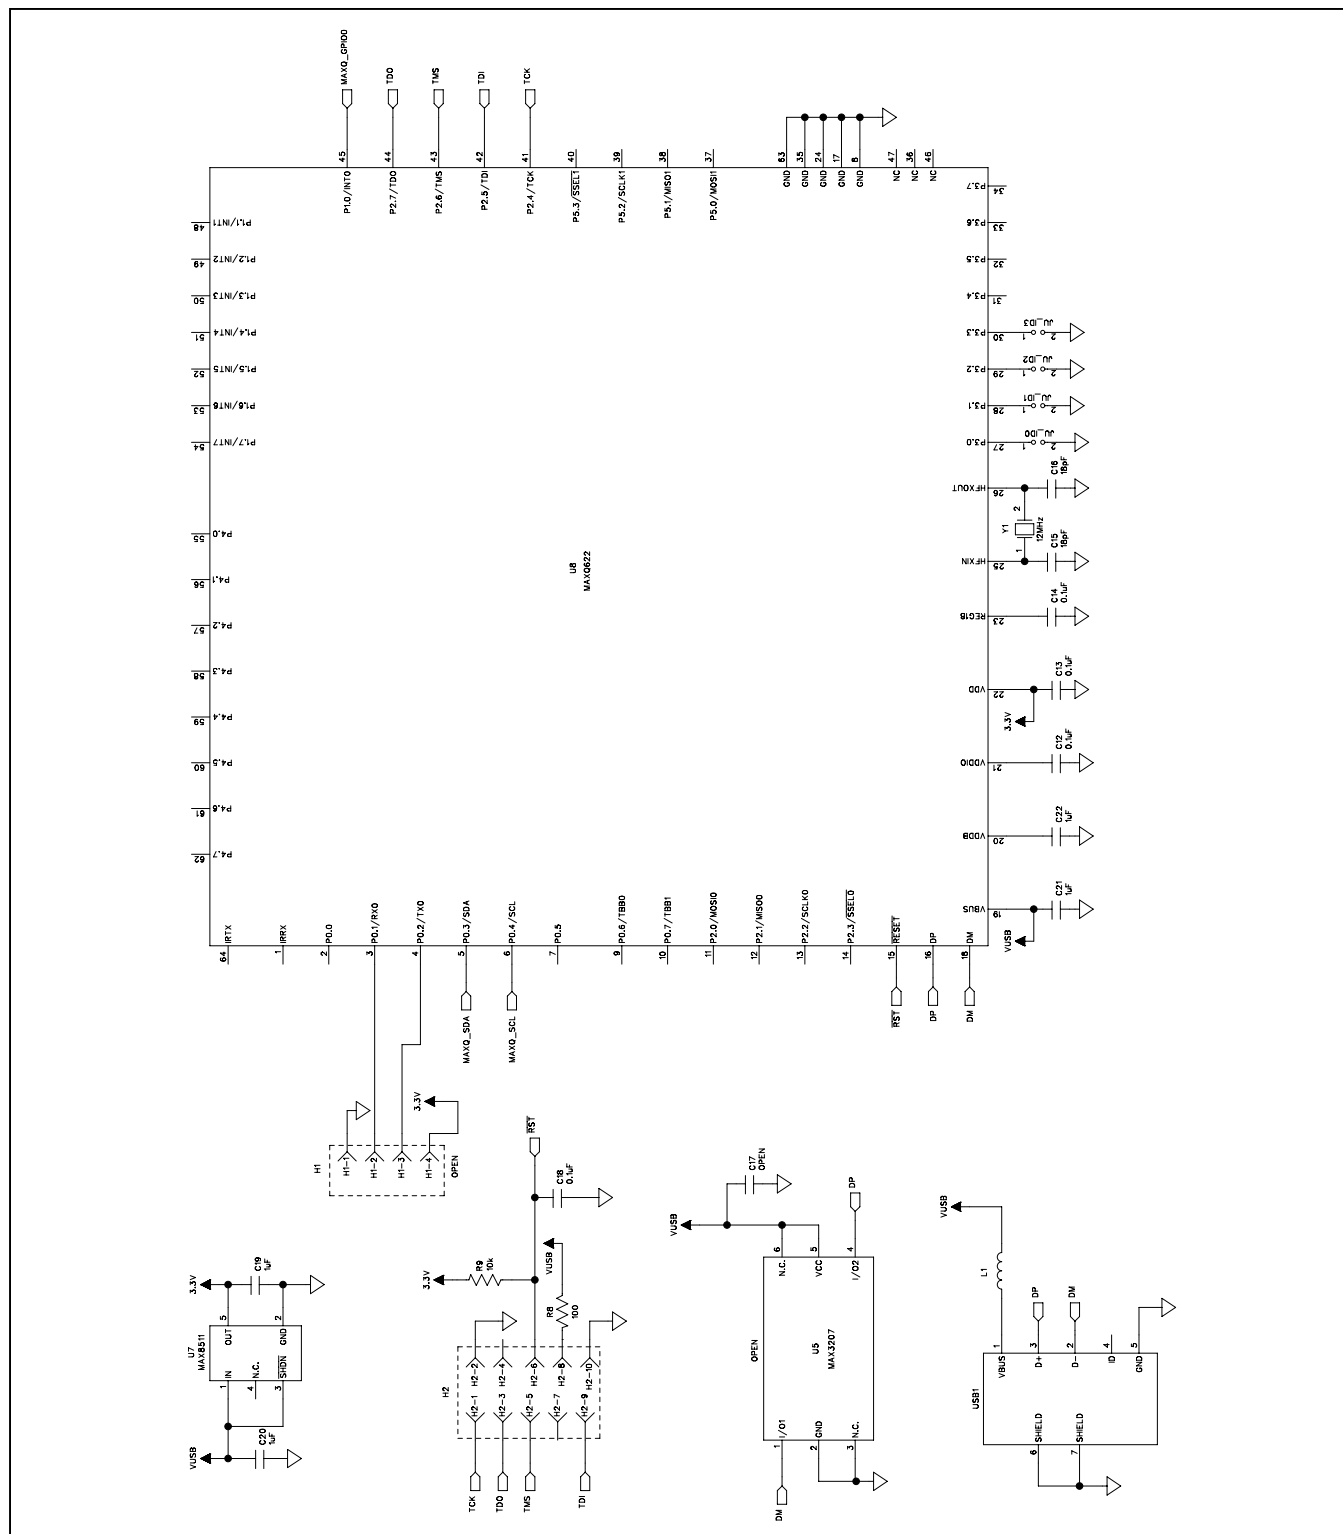 MAXQ_GPIO0
TDO
TMS
TDI
TCK
45
44
43
42
41
40
39
38
37
63
35
24
17
8
47
36
46
P1.0/INT0
P2.7/TDO
P2.6/TMS
P2.5/TDI
P2.4/TCK
P5.3/SSEL1
P5.2/SCLK1
P5.1/MISO1
P5.0/MOSI1
GND
GND
GND
GND
GND
NC
NC
NC
48
P1.1/INT1
49
P1.2/INT2
50
P1.3/INT3
51
P1.4/INT4
52
P1.5/INT5
53
P1.6/INT6
54
P1.7/INT7
55
P4.0
56
P4.1
57
P4.2
58
P4.3
59
P4.4
60
P4.5
61
P4.6
62
P4.7
U8
MAXQ622
P3.7
34
P3.6
33
P3.5
32
P3.4
31
P3.3
30
JU_ID3
1
2
P3.2
29
JU_ID2
1
2
P3.1
28
JU_ID1
1
2
P3.0
27
JU_ID0
1
2
HFXOUT
26
C16
18pF
2
Y1
12MHz
1
HFXIN
25
C15
18pF
REG18
23
C14
0.1uF
VDD
22
3.3V
C13
0.1uF
VDDIO
21
C12
0.1uF
VDDB
20
C22
1uF
VBUS
19
VUSB
C21
1uF
IRTX
IRRX
P0.0
P0.1/RX0
P0.2/TX0
P0.3/SDA
P0.4/SCL
P0.5
P0.6/TBB0
P0.7/TBB1
P2.0/MOSI0
P2.1/MISO0
P2.2/SCLK0
P2.3/SSEL0
RESET
DP
DM
64
1
2
3
4
5
6
7
9
10
11
12
13
14
15
16
18
MAXQ_SDA
MAXQ_SCL
RST
DP
DM
3.3V
H1
H1-1
H1-2
H1-3
H1-4
OPEN
3.3V
C19
1uF
U7
MAX8511
5
OUT
2
GND
IN
1
N.C.
4
SHDN
3
VUSB
C20
1uF
RST
C18
0.1uF
VUSB
3.3V
R9
10k
R8
100
H2
H2-2
H2-4
H2-6
H2-8
H2-10
H2-1
H2-3
H2-5
H2-7
H2-9
TCK
TDO
TMS
TDI
VUSB
C17
OPEN
DP
6
5
4
N.C.
VCC
I/O2
OPEN
U5
MAX3207
I/O1
GND
N.C.
1
2
3
DM
VUSB
L1
DP
DM
1
3
2
4
5
VBUS
D+
D-
ID
GND
USB1
SHIELD
SHIELD
6
7